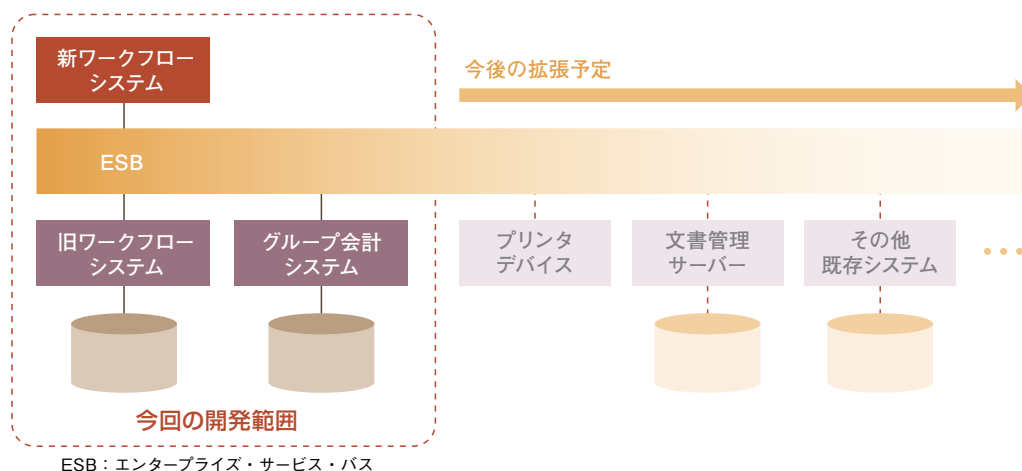 新ワークフロー
システム
今後の拡張予定
ESB
旧ワークフロー
システム
グループ会計
システム
プリンタ
デバイス
文書管理
サーバー
その他
既存システム
今回の開発範囲
ESB：エンタープライズ・サービス・バス